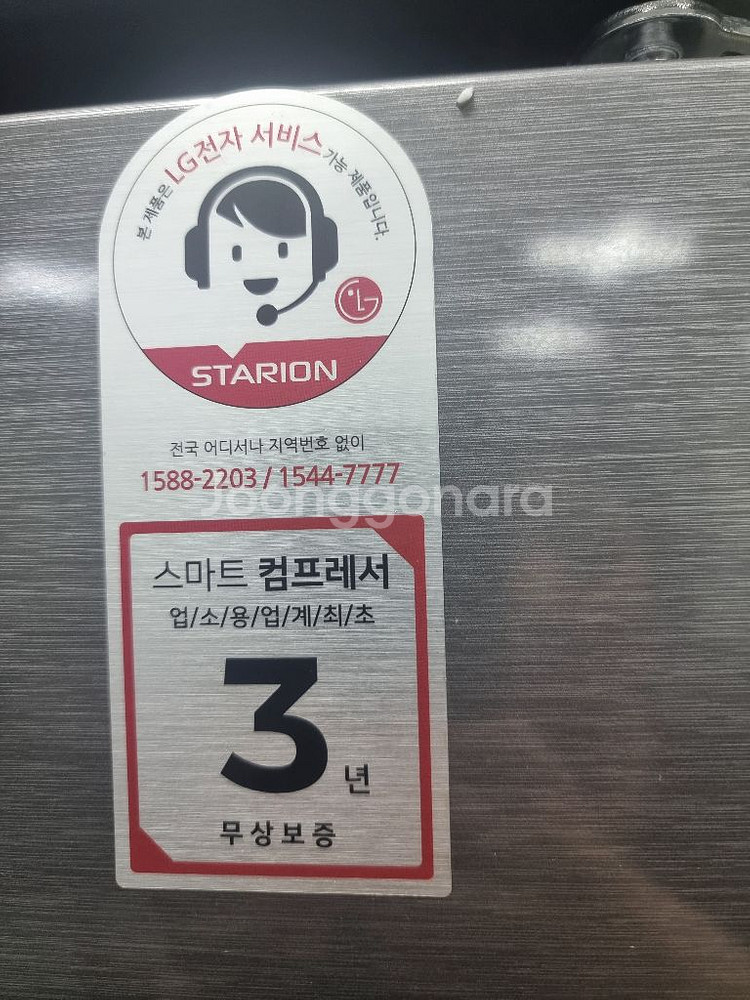 본 제품은 LG전자 서비스 가능 제품입니다.
LG
STARION
전국 어디서나 지역번호 없이
1588-2203 / 1544-7777
Joonggonara
스마트 컴프레서
업/소/용/업/계/최/초
3년
무상보증